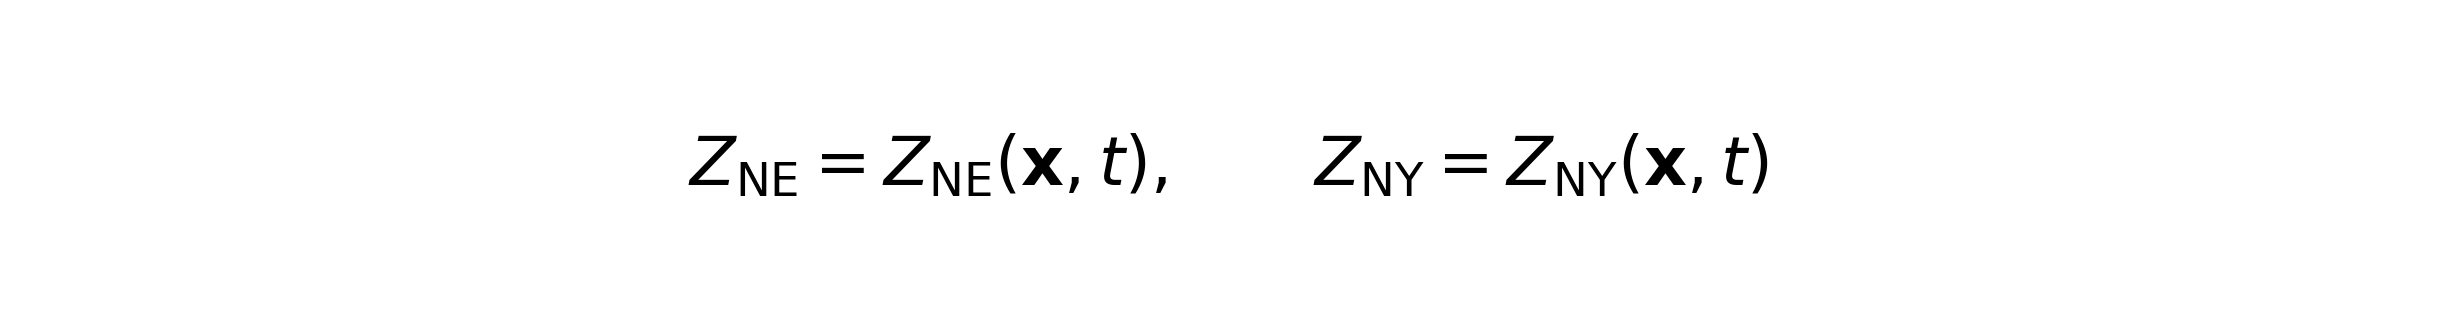 Z_NE = Z_NE(x, t), Z_NY = Z_NY(x, t)